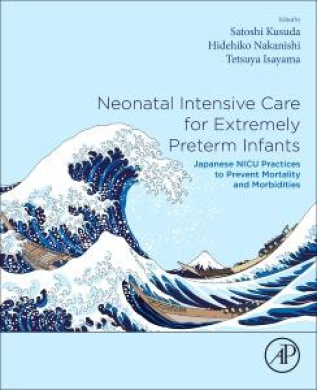 Edited by
Satoshi Kusuda
Hidehiko Nakanishi
Tetsuya Isayama
Neonatal Intensive Care
for Extremely
Preterm Infants
Japanese NICU Practices
to Prevent Mortality
and Morbidities
AP